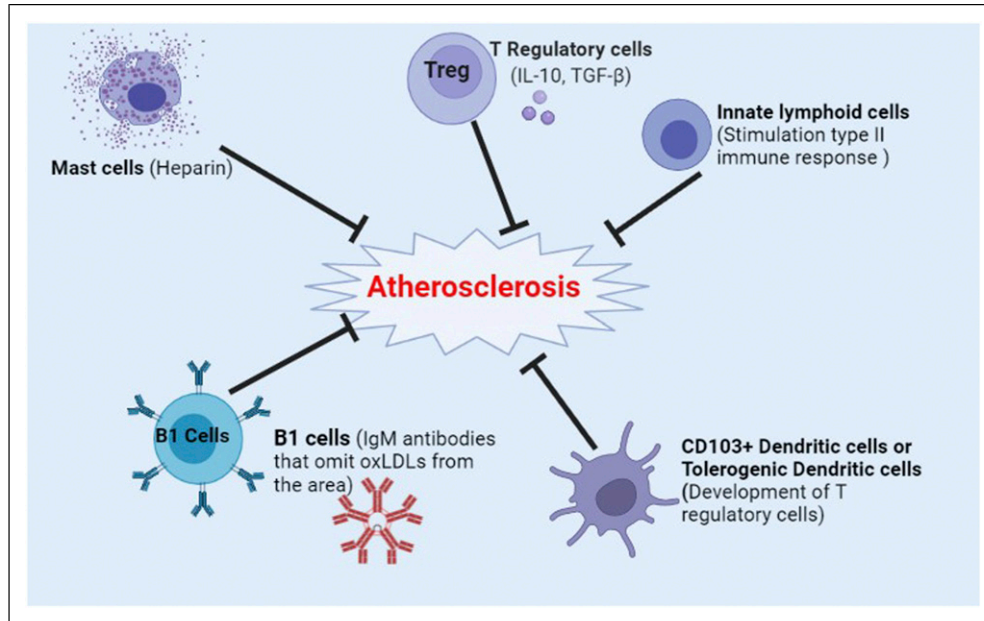 Treg
T Regulatory cells
(IL-10, TGF-β)
Innate lymphoid cells
(Stimulation type II
immune response )
Mast cells (Heparin)
Atherosclerosis
B1 Cells
B1 cells (IgM antibodies
that omit oxLDLs from
the area)
CD103+ Dendritic cells or
Tolerogenic Dendritic cells
(Development of T
regulatory cells)